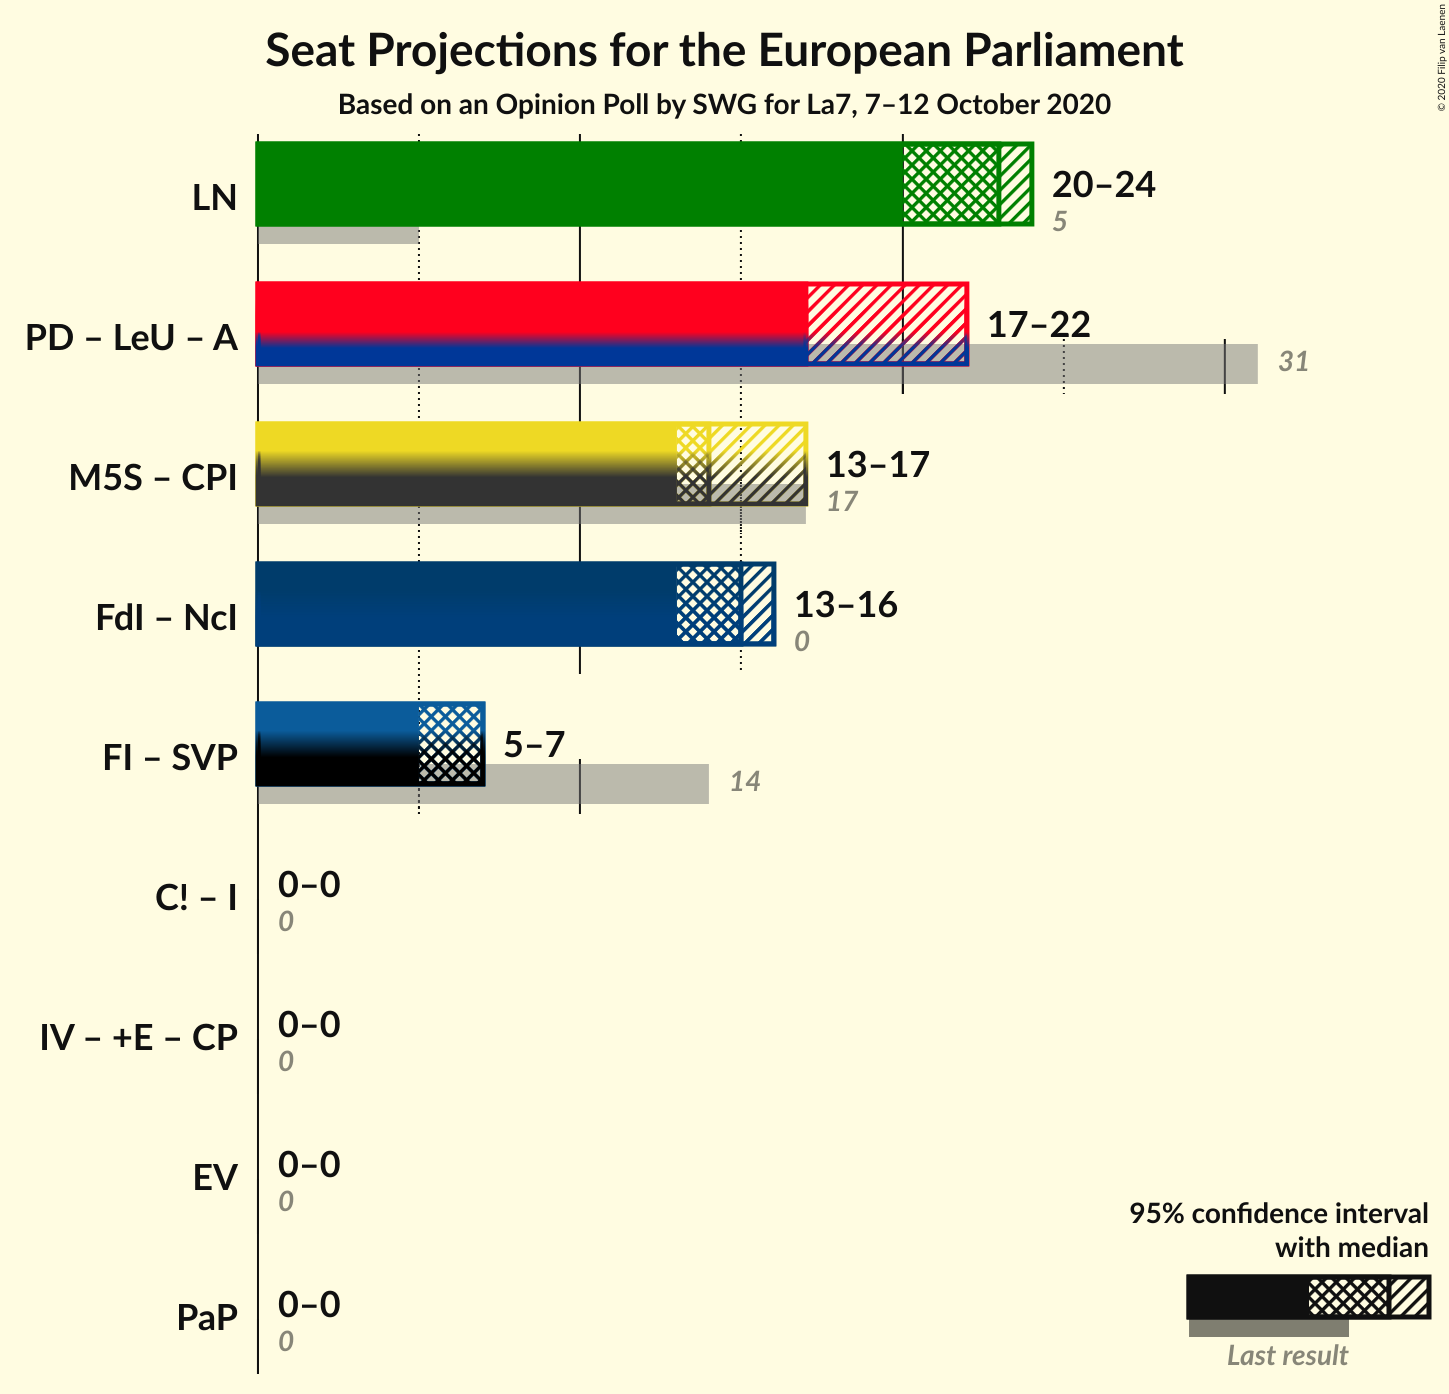 Seat Projections for the European Parliament
Based on an Opinion Poll by SWG for La7, 7–12 October 2020
© 2020 Filip van Laenen
LN
20–24
5
PD – LeU – A
17–22
31
M5S – CPI
13–17
17
FdI – NcI
13–16
0
FI – SVP
5–7
14
C! – I
0–0
0
IV – +E – CP
0–0
0
EV
0–0
0
PaP
0–0
0
95% confidence interval
with median
Last result